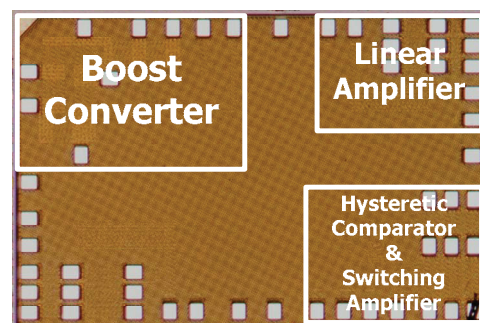 Boost
Converter
Linear
Amplifier
Hysteretic
Comparator
&
Switching
Amplifier